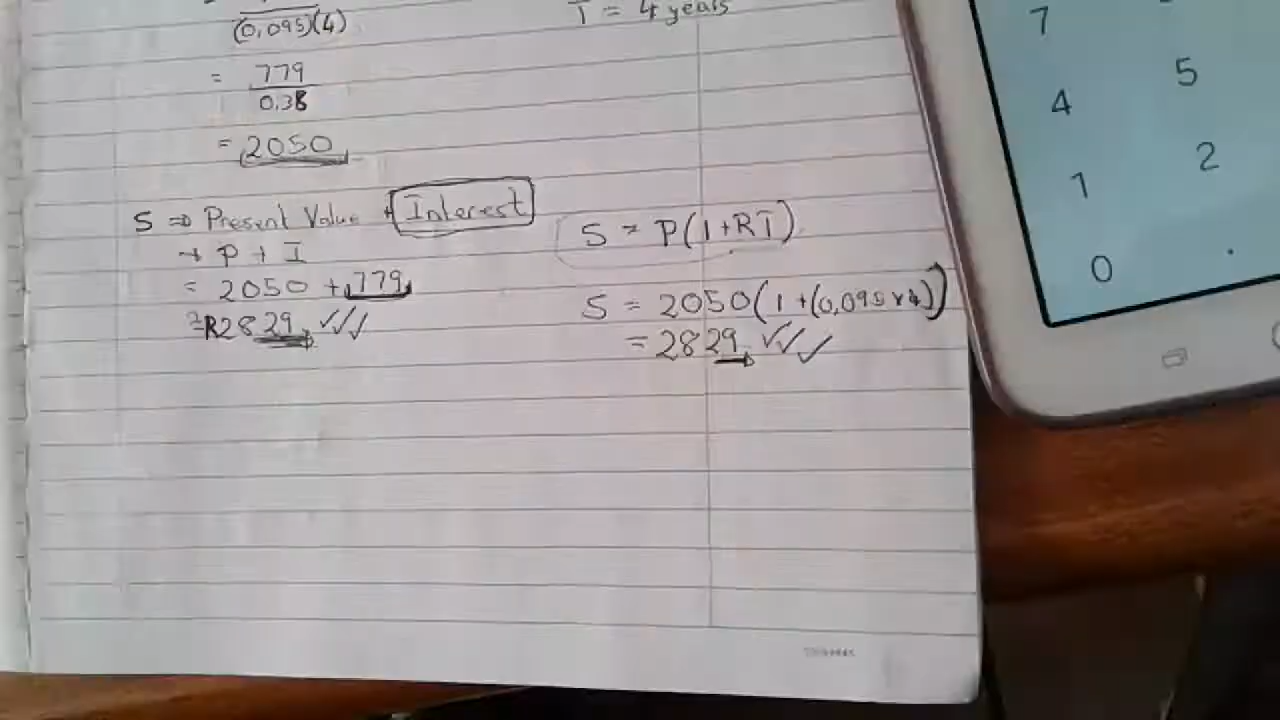 (0,095)(4)
T = 4 years
= 779
0,38
= 2050
S ⇒ Present Value + Interest
→ P + I
= 2050 + 779
= R2829 ✓✓✓
S = P(1+RT)
S = 2050(1+(0,095×4))
= 2829 ✓✓✓
7
4 5
1 2
0 .